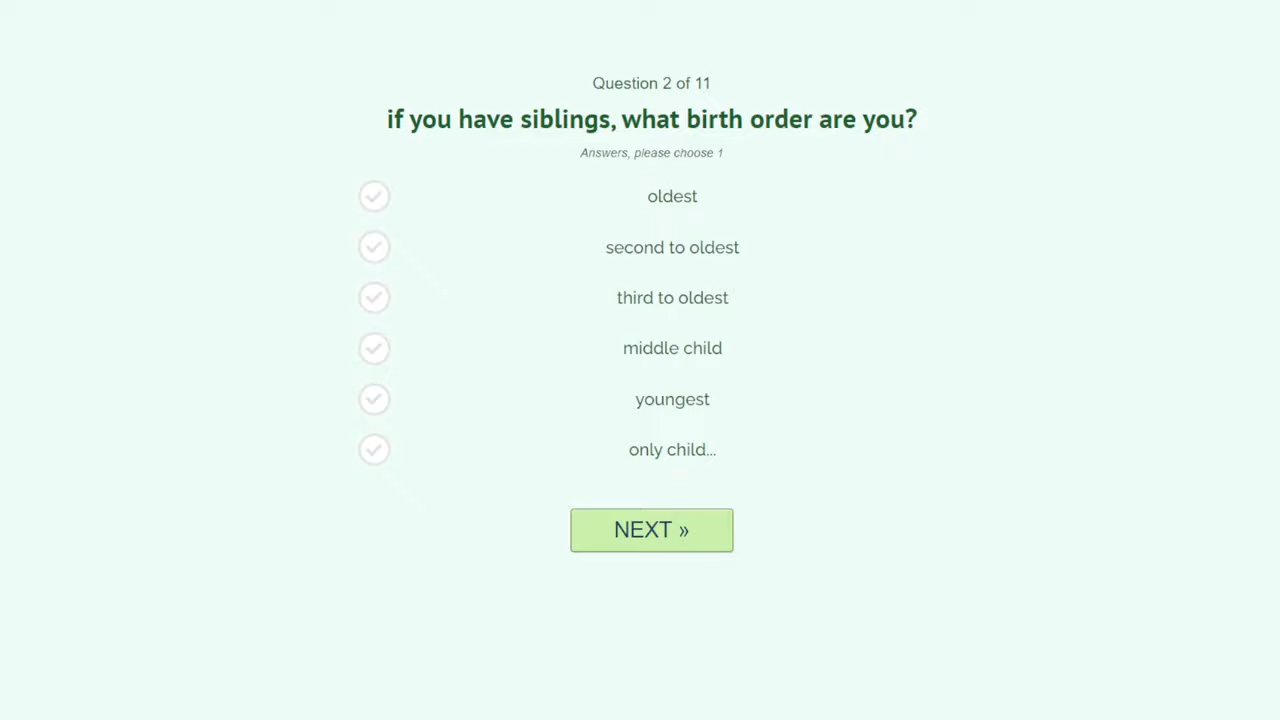 Question 2 of 11
if you have siblings, what birth order are you?
Answers, please choose 1
oldest
second to oldest
third to oldest
middle child
youngest
only child...
NEXT »